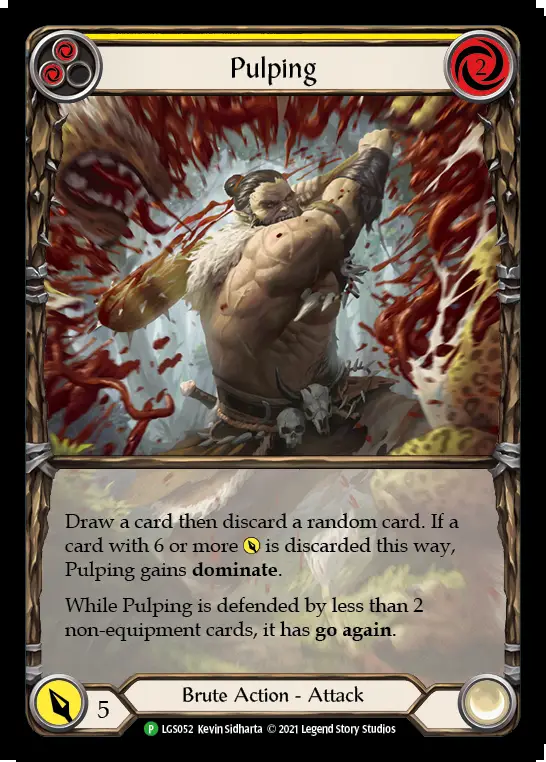 Pulping
2
Draw a card then discard a random card. If a
card with 6 or more is discarded this way,
Pulping gains dominate.
While Pulping is defended by less than 2
non-equipment cards, it has go again.
5
Brute Action - Attack
P LGS052 Kevin Sidharta © 2021 Legend Story Studios